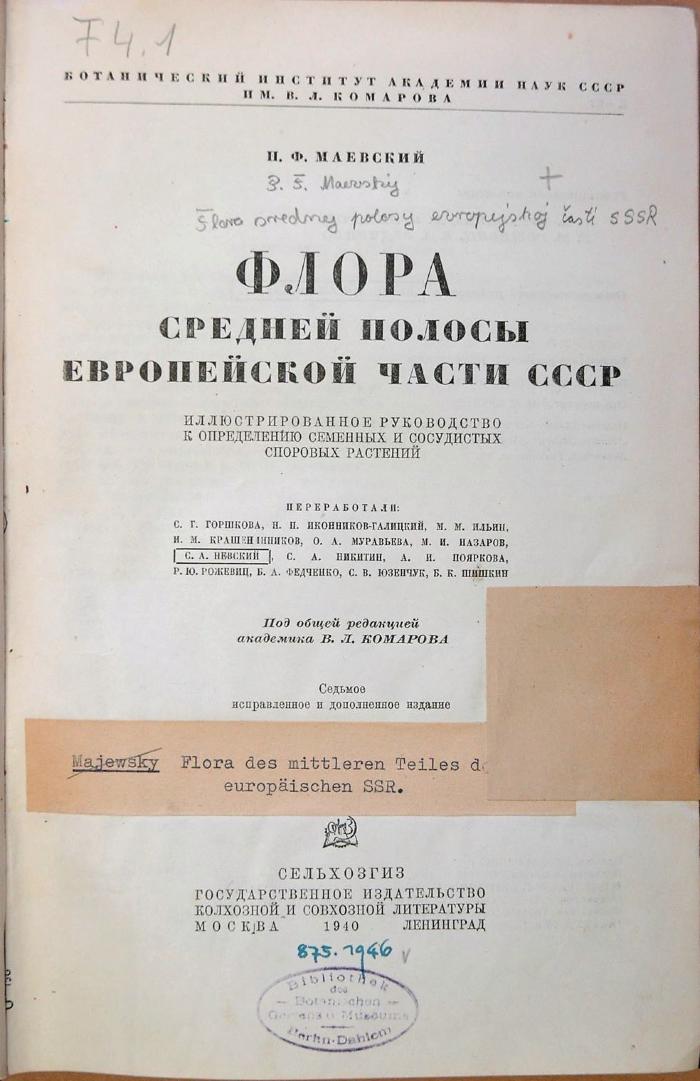 F4.1
БОТАНИЧЕСКИЙ ИНСТИТУТ АКАДЕМИИ НАУК СССР
ИМ. В. Л. КОМАРОВА
П. Ф. МАЕВСКИЙ
P. F. Maevskij
+
Flora srednej polosy evropejskoj časti SSSR
ФЛОРА
СРЕДНЕЙ ПОЛОСЫ
ЕВРОПЕЙСКОЙ ЧАСТИ СССР
ИЛЛЮСТРИРОВАННОЕ РУКОВОДСТВО
К ОПРЕДЕЛЕНИЮ СЕМЕННЫХ И СОСУДИСТЫХ
СПОРОВЫХ РАСТЕНИЙ
ПЕРЕРАБОТАЛИ:
С. Г. ГОРШКОВА, Н. П. ИКОННИКОВ-ГАЛИЦКИЙ, М. М. ИЛЬИН,
И. М. КРАШЕНИННИКОВ, О. А. МУРАВЬЕВА, М. И. НАЗАРОВ,
С. А. НЕВСКИЙ, С. А. НИКИТИН, А. И. ПОЯРКОВА,
Р. Ю. РОЖЕВИЦ, Б. А. ФЕДЧЕНКО, С. В. ЮЗЕПЧУК, Б. К. ШИШКИН
Под общей редакцией
академика В. Л. КОМАРОВА
Седьмое
исправленное и дополненное издание
Majewsky Flora des mittleren Teiles de
europäischen SSR.
СЕЛЬХОЗГИЗ
ГОСУДАРСТВЕННОЕ ИЗДАТЕЛЬСТВО
КОЛХОЗНОЙ И СОВХОЗНОЙ ЛИТЕРАТУРЫ
МОСКВА 1940 ЛЕНИНГРАД
875.1946
Bibliothek
des
Botanischen
Gartens u Museums
Berlin-Dahlem